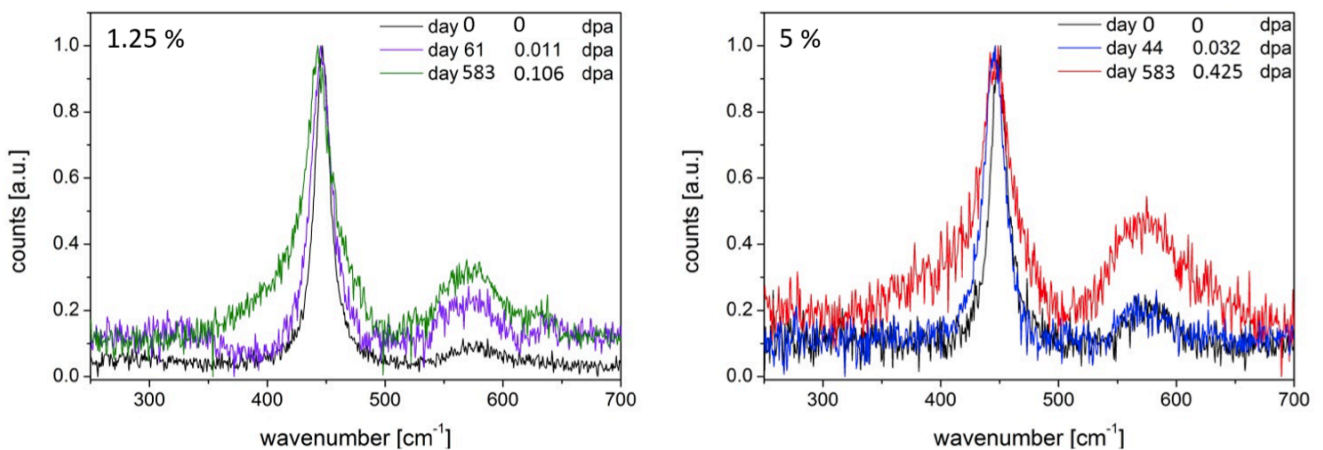 1.25 %
day 0 0 dpa
day 61 0.011 dpa
day 583 0.106 dpa
counts [a.u.]
1.0
0.8
0.6
0.4
0.2
0.0
300 400 500 600 700
wavenumber [cm⁻¹]
5 %
day 0 0 dpa
day 44 0.032 dpa
day 583 0.425 dpa
counts [a.u.]
1.0
0.8
0.6
0.4
0.2
0.0
300 400 500 600 700
wavenumber [cm⁻¹]